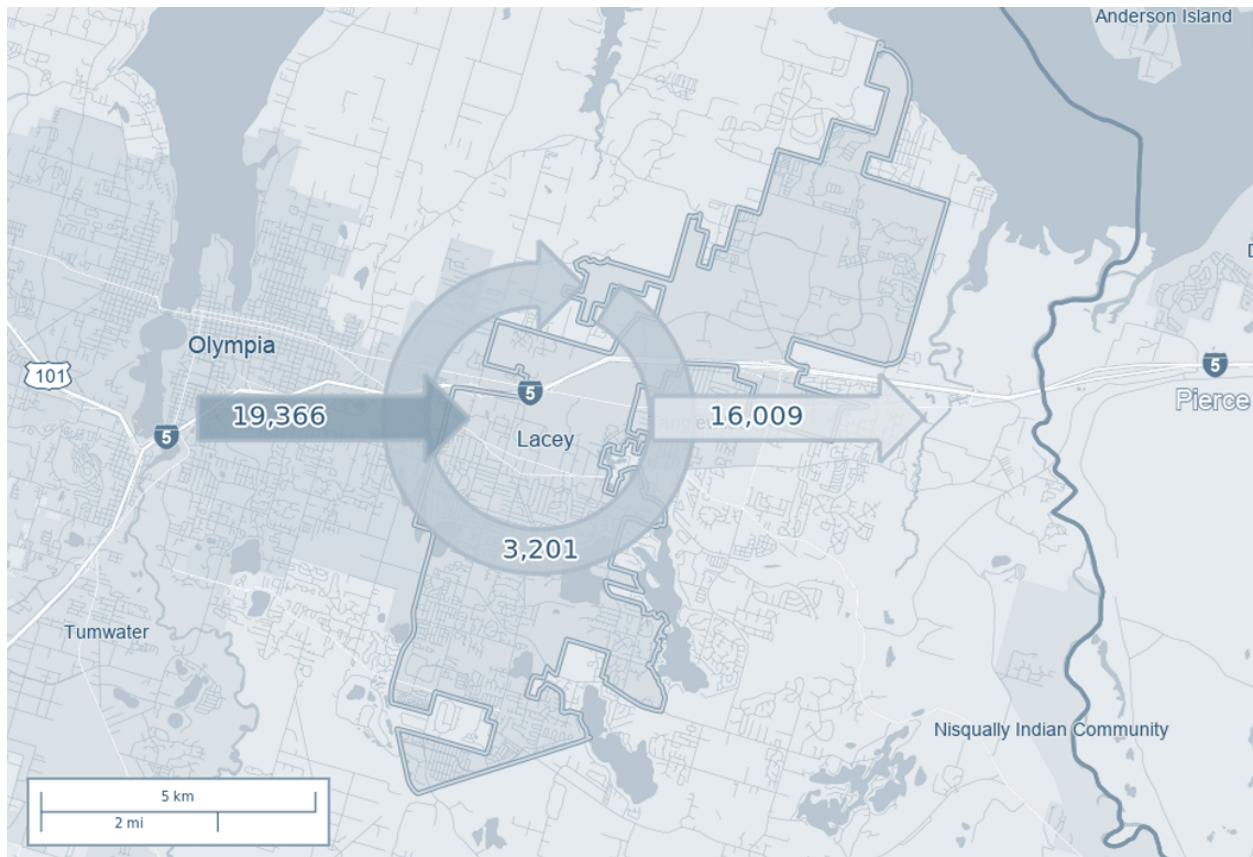 Anderson Island
Olympia
101
5
Pierce
5
5
19,366
16,009
Lacey
3,201
Tumwater
Nisqually Indian Community
5 km
2 mi